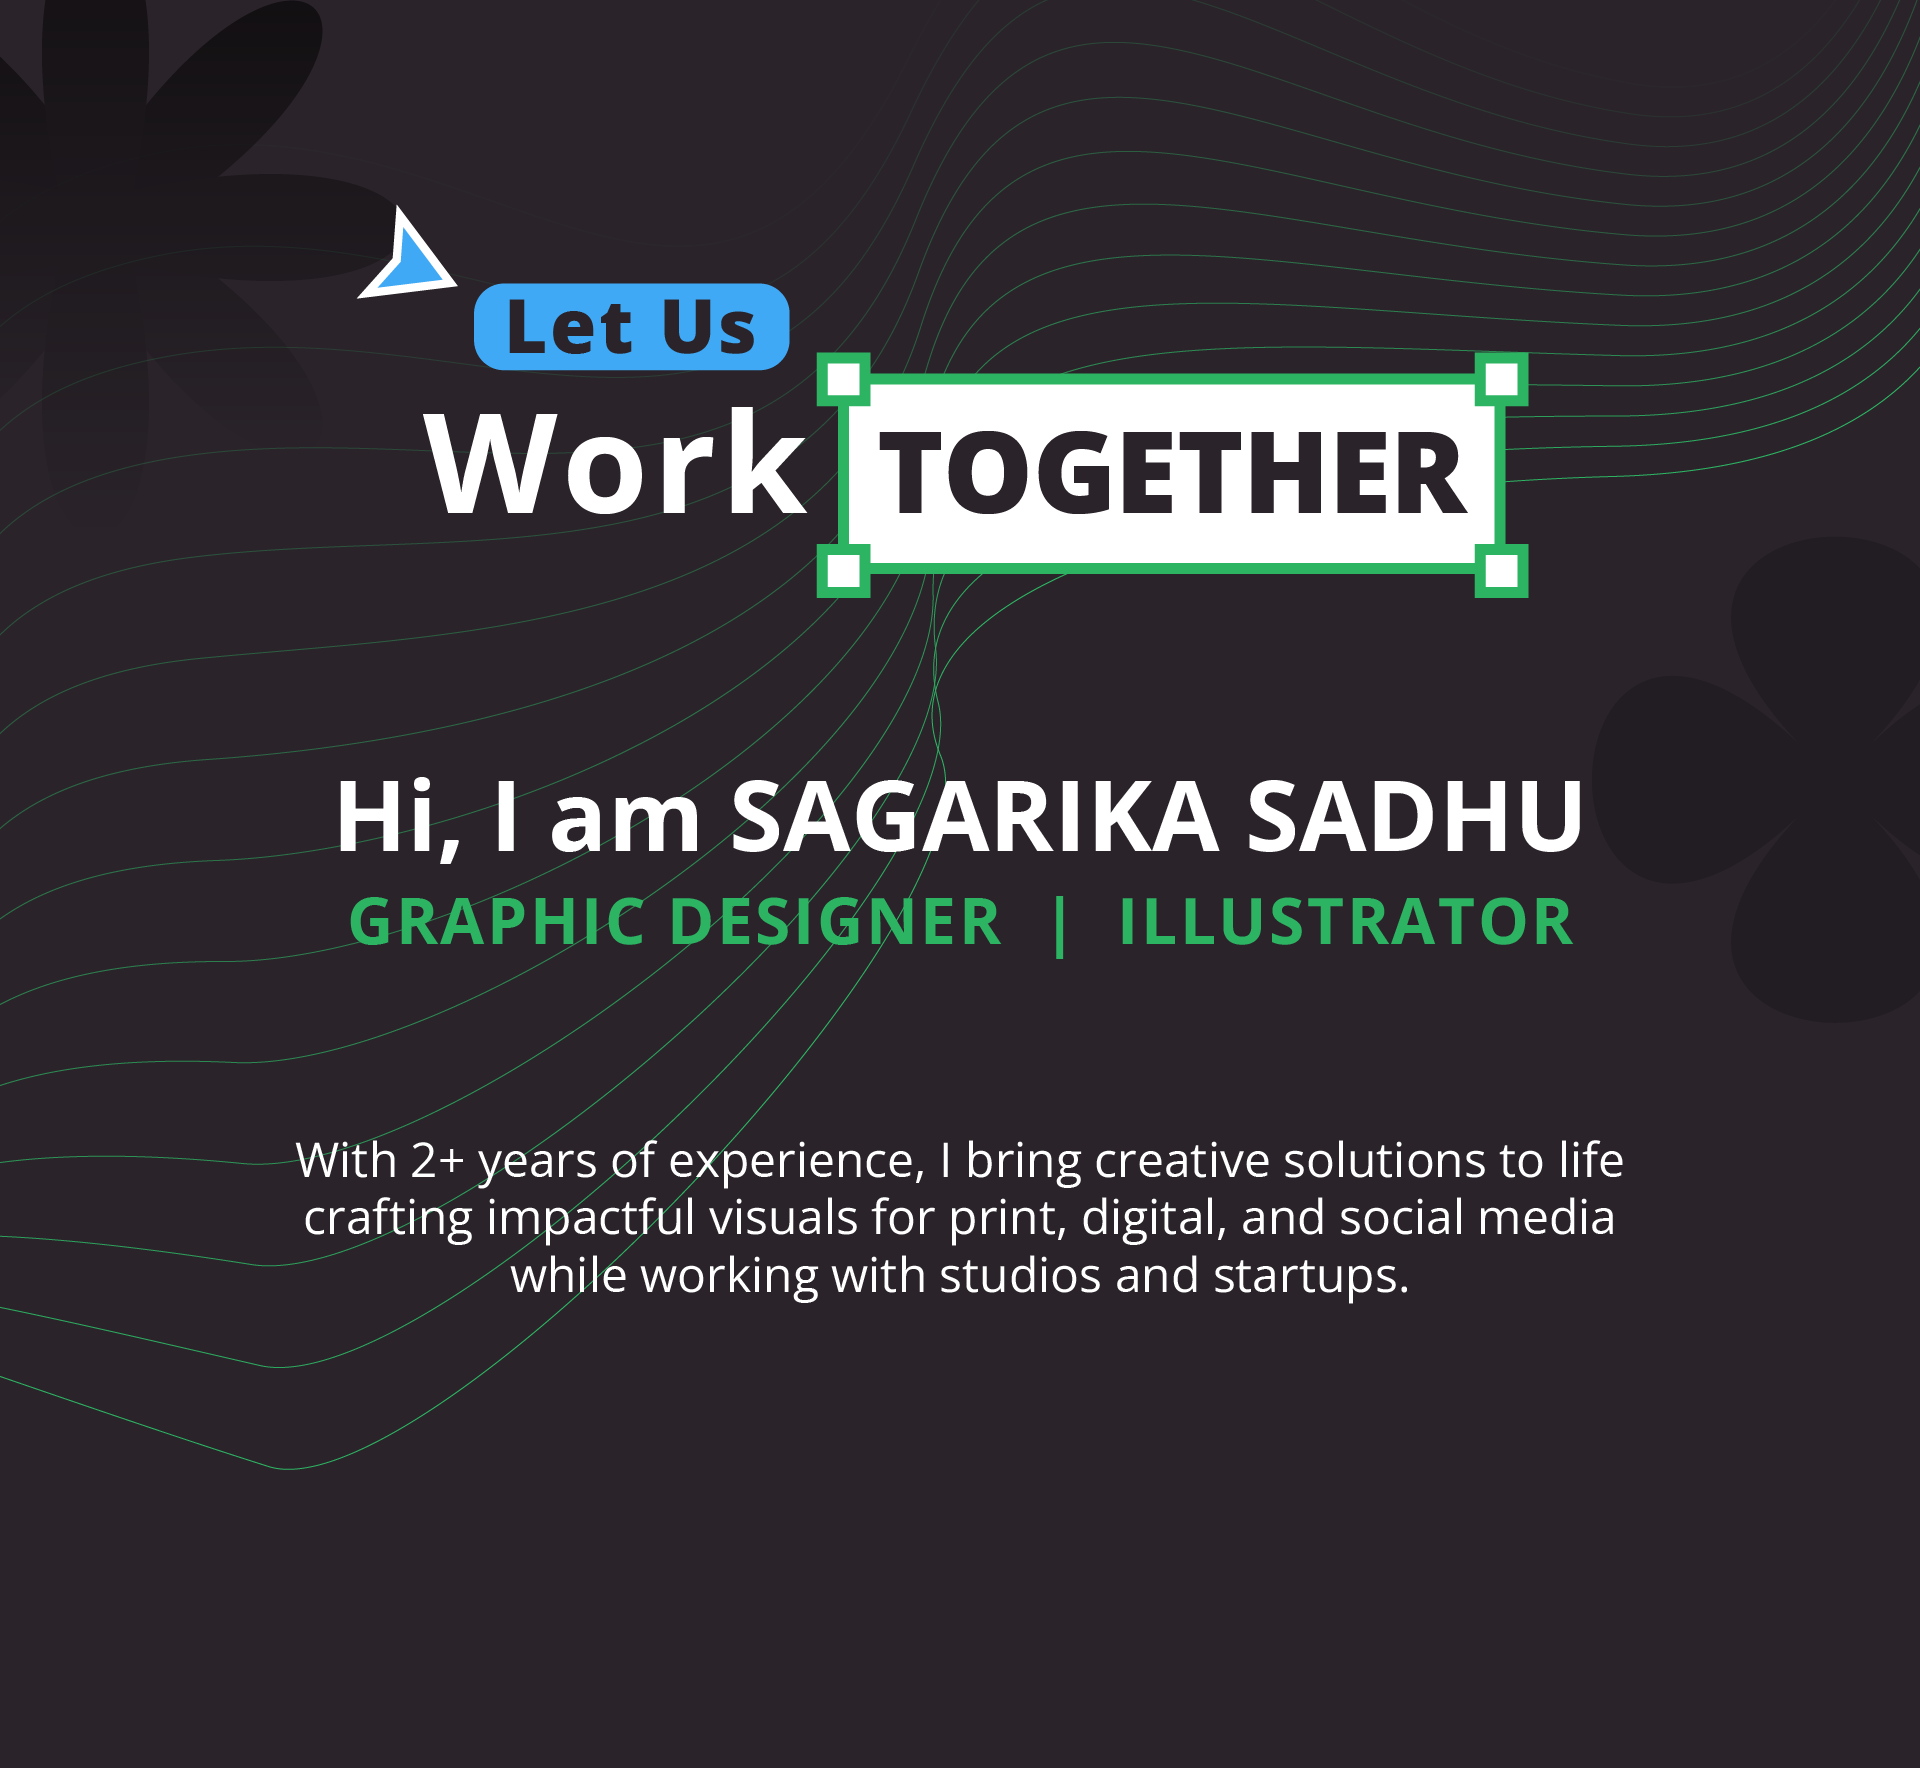 Let Us
Work TOGETHER
Hi, I am SAGARIKA SADHU
GRAPHIC DESIGNER | ILLUSTRATOR
With 2+ years of experience, I bring creative solutions to life
crafting impactful visuals for print, digital, and social media
while working with studios and startups.